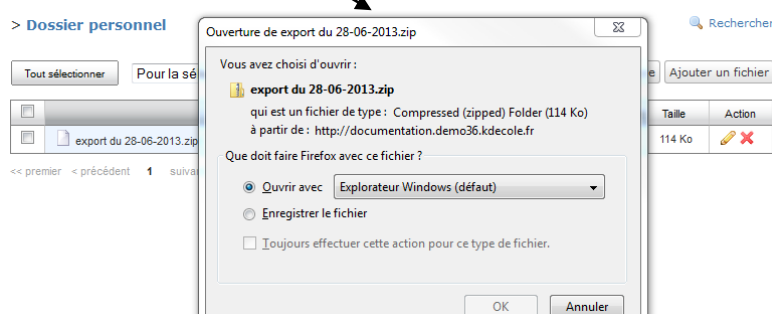 > Dossier personnel
Rechercher
Ouverture de export du 28-06-2013.zip
Tout sélectionner
Pour la sé
e
Ajouter un fichier
Vous avez choisi d'ouvrir :
export du 28-06-2013.zip
qui est un fichier de type : Compressed (zipped) Folder (114 Ko)
à partir de : http://documentation.demo36.kdecole.fr
Taille
Action
export du 28-06-2013.zip
114 Ko
Que doit faire Firefox avec ce fichier ?
<< premier < précédent 1 suiva
Ouvrir avec
Explorateur Windows (défaut)
Enregistrer le fichier
Toujours effectuer cette action pour ce type de fichier.
OK
Annuler